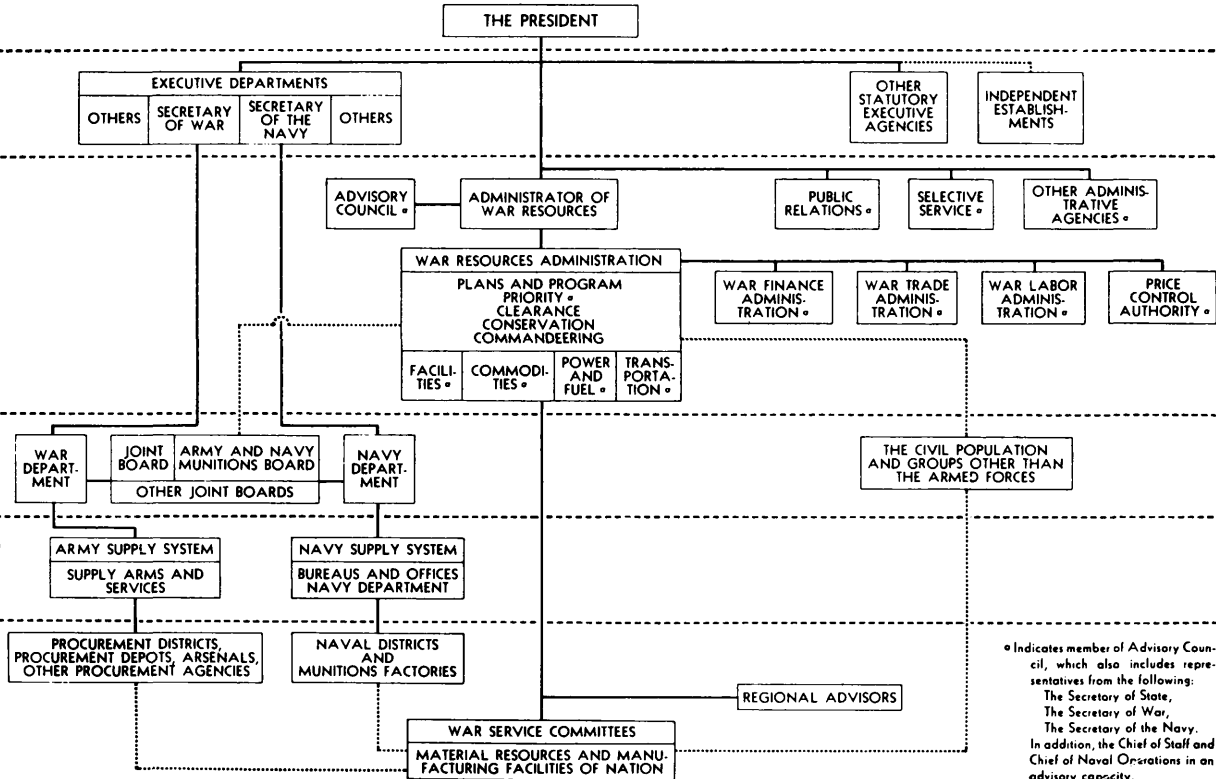 THE PRESIDENT
EXECUTIVE DEPARTMENTS
OTHERS
SECRETARY
OF WAR
SECRETARY
OF THE
NAVY
OTHERS
OTHER
STATUTORY
EXECUTIVE
AGENCIES
INDEPENDENT
ESTABLISH-
MENTS
ADVISORY
COUNCIL ᵃ
ADMINISTRATOR OF
WAR RESOURCES
PUBLIC
RELATIONS ᵃ
SELECTIVE
SERVICE ᵃ
OTHER ADMINIS-
TRATIVE
AGENCIES ᵃ
WAR RESOURCES ADMINISTRATION
PLANS AND PROGRAM
PRIORITY ᵃ
CLEARANCE
CONSERVATION
COMMANDEERING
FACILI-
TIES ᵃ
COMMODI-
TIES ᵃ
POWER
AND
FUEL ᵃ
TRANS-
PORTA-
TION ᵃ
WAR FINANCE
ADMINIS-
TRATION ᵃ
WAR TRADE
ADMINIS-
TRATION ᵃ
WAR LABOR
ADMINIS-
TRATION ᵃ
PRICE
CONTROL
AUTHORITY ᵃ
WAR
DEPART-
MENT
JOINT
BOARD
ARMY AND NAVY
MUNITIONS BOARD
OTHER JOINT BOARDS
NAVY
DEPART-
MENT
THE CIVIL POPULATION
AND GROUPS OTHER THAN
THE ARMED FORCES
ARMY SUPPLY SYSTEM
SUPPLY ARMS AND
SERVICES
NAVY SUPPLY SYSTEM
BUREAUS AND OFFICES
NAVY DEPARTMENT
PROCUREMENT DISTRICTS,
PROCUREMENT DEPOTS, ARSENALS,
OTHER PROCUREMENT AGENCIES
NAVAL DISTRICTS
AND
MUNITIONS FACTORIES
REGIONAL ADVISORS
WAR SERVICE COMMITTEES
MATERIAL RESOURCES AND MANU-
FACTURING FACILITIES OF NATION
ᵃ Indicates member of Advisory Coun-
cil, which also includes repre-
sentatives from the following:
The Secretary of State,
The Secretary of War,
The Secretary of the Navy.
In addition, the Chief of Staff and
Chief of Naval Operations in an
advisory capacity.